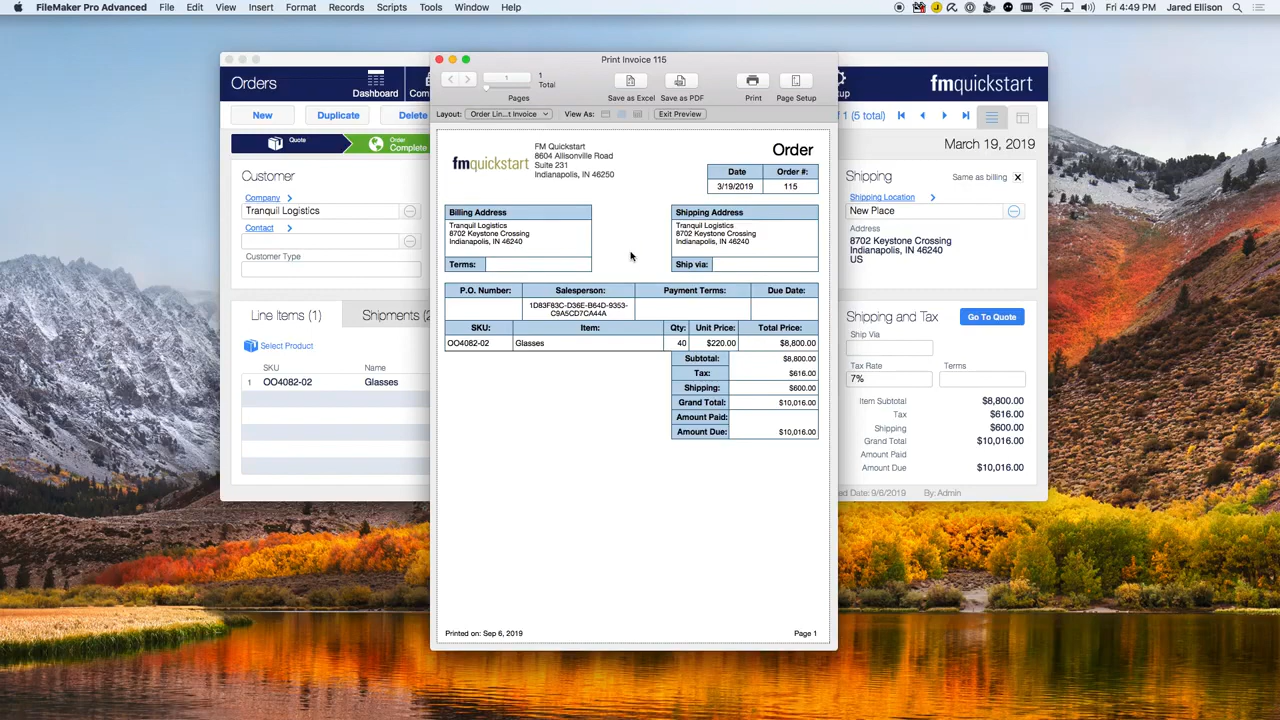 FileMaker Pro Advanced File Edit View Insert Format Records Scripts Tools Window Help Fri 4:49 PM Jared Ellison
Orders
Dashboard
fmquickstart
New Duplicate
1 (5 total)
Quote
Order
Complete
March 19, 2019
Customer
Company
Tranquil Logistics
Contact
Customer Type
Line Items (1)
Select Product
SKU Name
1 OO4082-02 Glasses
Print Invoice 115
1
1
Total
Pages
Save as Excel Save as PDF Print Page Setup
Layout: Order Lin...t Invoice View As: Exit Preview
fmquickstart
FM Quickstart
8604 Allisonville Road
Suite 231
Indianapolis, IN 46250
Order
Date Order #:
3/19/2019 115
Billing Address
Tranquil Logistics
8702 Keystone Crossing
Indianapolis, IN 46240
Terms:
Shipping Address
Tranquil Logistics
8702 Keystone Crossing
Indianapolis, IN 46240
Ship via:
P.O. Number: Salesperson: Payment Terms: Due Date:
1D83F83C-D36E-B64D-9353-
C9A5CD7CA44A
SKU: Item: Qty: Unit Price: Total Price:
OO4082-02 Glasses 40 $220.00 $8,800.00
Subtotal: $8,800.00
Tax: $616.00
Shipping: $600.00
Grand Total: $10,016.00
Amount Paid:
Amount Due: $10,016.00
Printed on: Sep 6, 2019 Page 1
Shipping
Same as billing X
Shipping Location
New Place
Address
8702 Keystone Crossing
Indianapolis, IN 46240
US
Shipping and Tax
Go To Quote
Ship Via
Tax Rate Terms
7%
Item Subtotal $8,800.00
Tax $616.00
Shipping $600.00
Grand Total $10,016.00
Amount Paid
Amount Due $10,016.00
Date: 9/6/2019 By: Admin